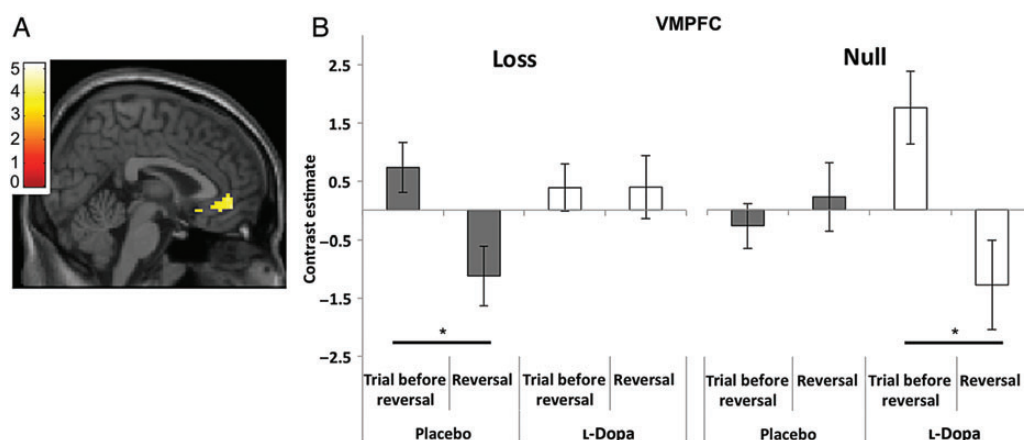 A
5
4
3
2
1
0
B
VMPFC
Loss
Null
Contrast estimate
2.5
1.5
0.5
−0.5
−1.5
−2.5
*
*
Trial before reversal
Reversal
Trial before reversal
Reversal
Trial before reversal
Reversal
Trial before reversal
Reversal
Placebo
L-Dopa
Placebo
L-Dopa